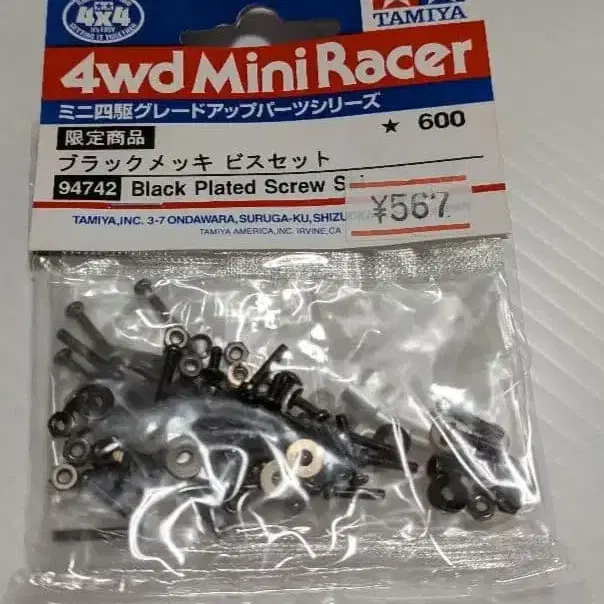 4x4
IT'S EASY
TAMIYA
4wd Mini Racer
ミニ四駆グレードアップパーツシリーズ
限定商品
★ 600
ブラックメッキ ビスセット
94742 Black Plated Screw
¥567
TAMIYA,INC. 3-7 ONDAWARA,SURUGA-KU,SHIZU
TAMIYA AMERICA,INC. IRVINE,CA